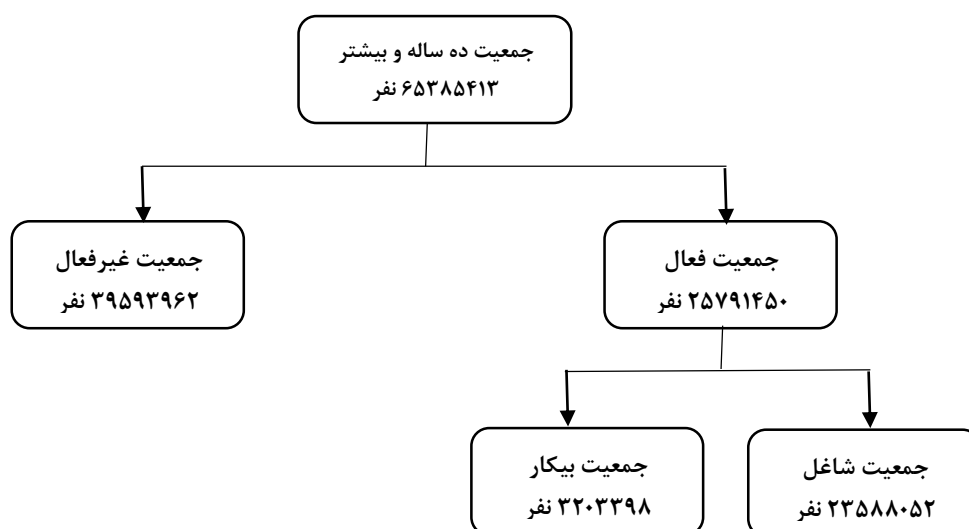 جمعیت ده ساله و بیشتر
۶۵۳۸۵۴۱۳ نفر
جمعیت فعال
۲۵۷۹۱۴۵۰ نفر
جمعیت غیرفعال
۳۹۵۹۳۹۶۲ نفر
جمعیت شاغل
۲۳۵۸۸۰۵۲ نفر
جمعیت بیکار
۳۲۰۳۳۹۸ نفر